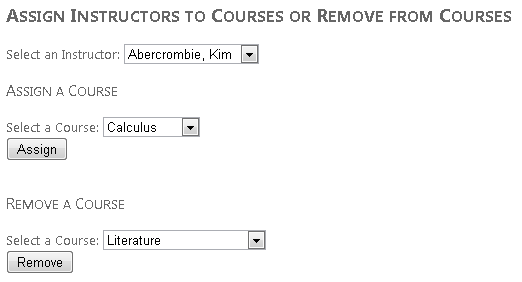 Assign Instructors to Courses or Remove from Courses
Select an Instructor: Abercrombie, Kim
Assign a Course
Select a Course: Calculus
Assign
Remove a Course
Select a Course: Literature
Remove